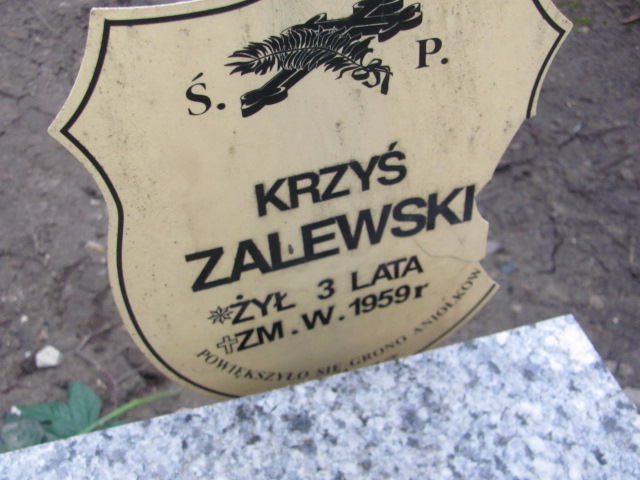 Ś. P.
KRZYŚ
ZALEWSKI
ŻYŁ 3 LATA
ZM. W. 1959 r
POWIĘKSZYŁO SIĘ GRONO ANIOŁKÓW